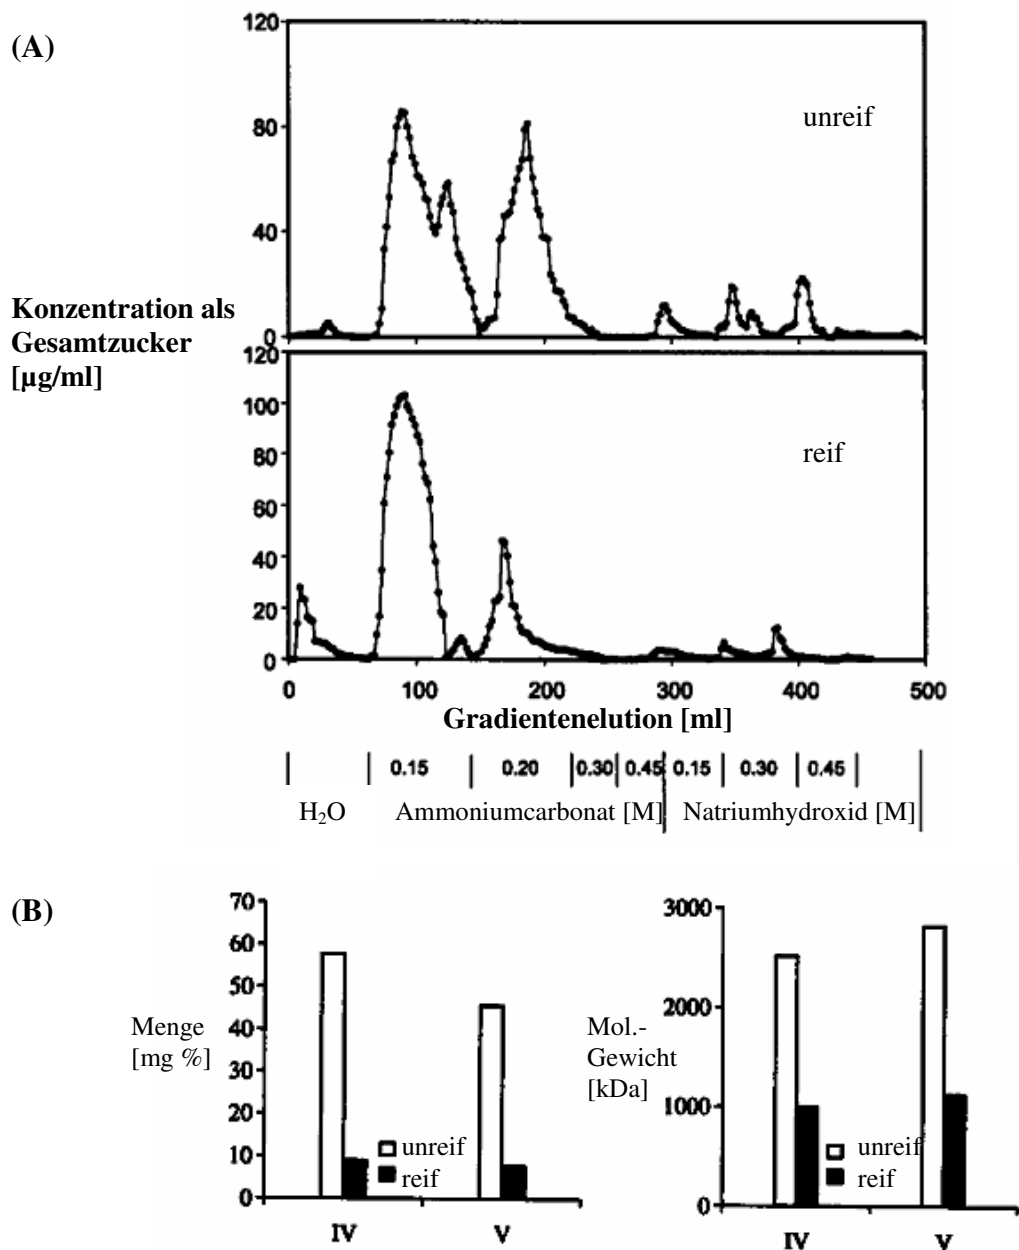 (A)
120
80
40
0
unreif
Konzentration als
Gesamtzucker
[µg/ml]
120
100
80
60
40
20
0
reif
0 100 200 300 400 500
Gradientenelution [ml]
0.15 0.20 0.30 0.45 0.15 0.30 0.45
H₂O Ammoniumcarbonat [M] Natriumhydroxid [M]
(B)
70
60
50
40
30
20
10
0
Menge
[mg %]
unreif
reif
IV V
3000
2000
1000
0
Mol.-
Gewicht
[kDa]
unreif
reif
IV V